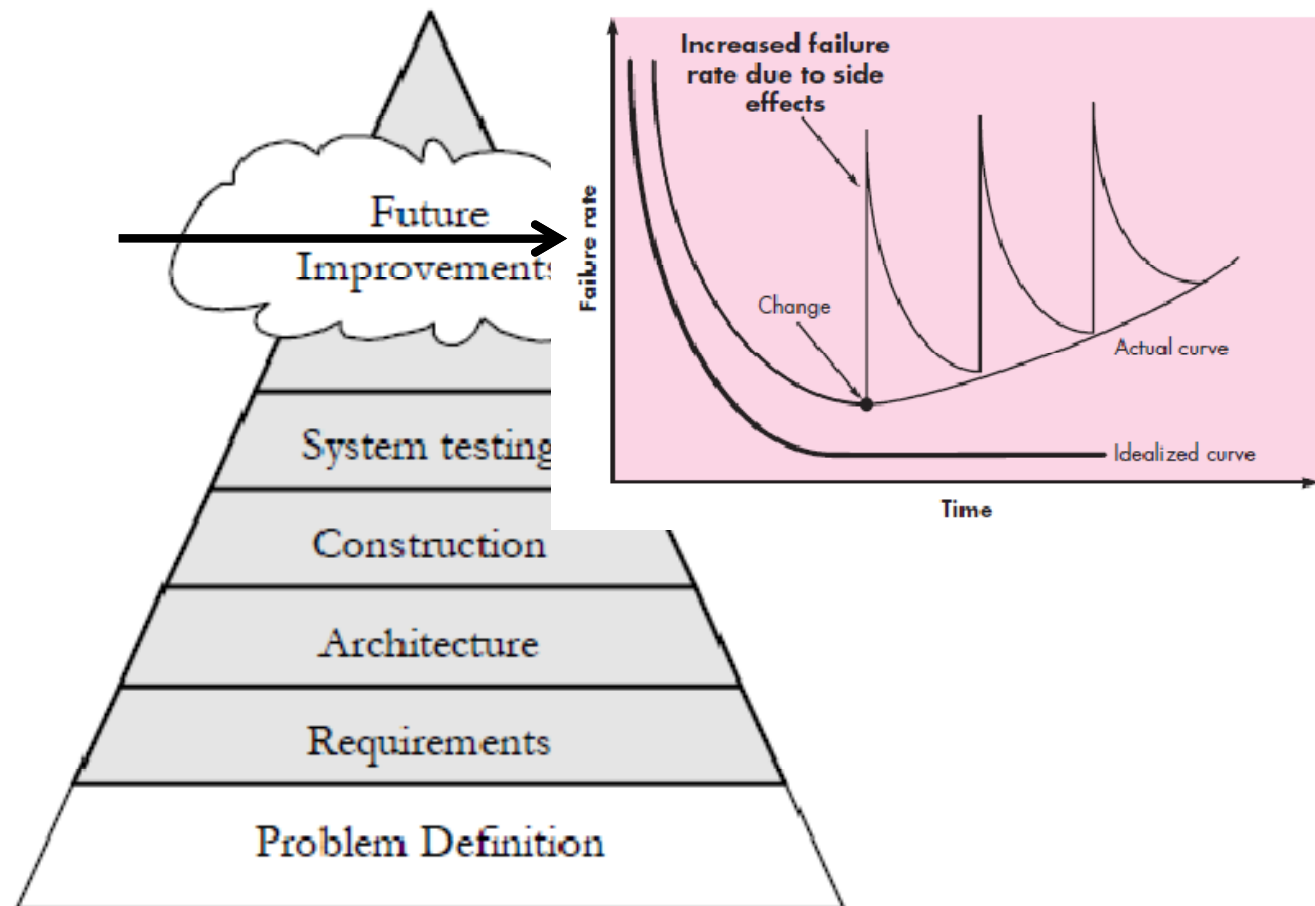 Future
Improvements
System testing
Construction
Architecture
Requirements
Problem Definition
Increased failure
rate due to side
effects
Failure rate
Change
Actual curve
Idealized curve
Time